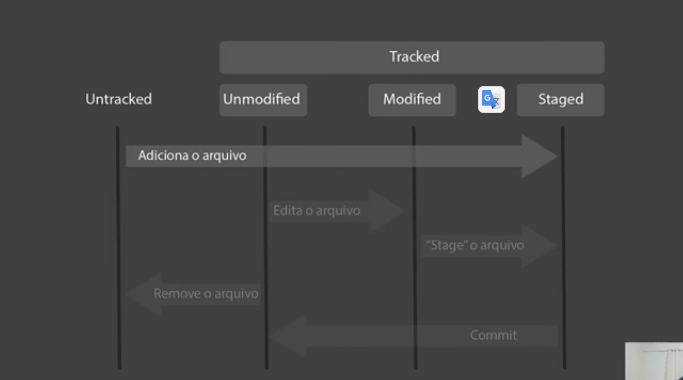 Tracked
Untracked Unmodified Modified Staged
Adiciona o arquivo
Edita o arquivo
“Stage” o arquivo
Remove o arquivo
Commit